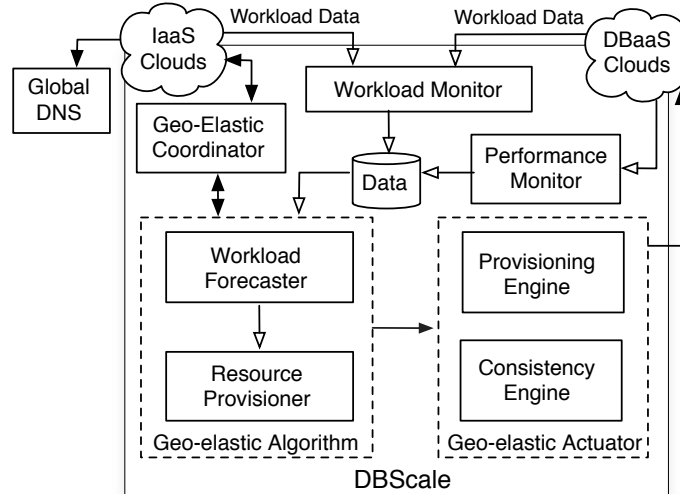 Workload Data
Workload Data
IaaS
Clouds
DBaaS
Clouds
Global
DNS
Workload Monitor
Geo-Elastic
Coordinator
Data
Performance
Monitor
Workload
Forecaster
Provisioning
Engine
Resource
Provisioner
Consistency
Engine
Geo-elastic Algorithm
Geo-elastic Actuator
DBScale